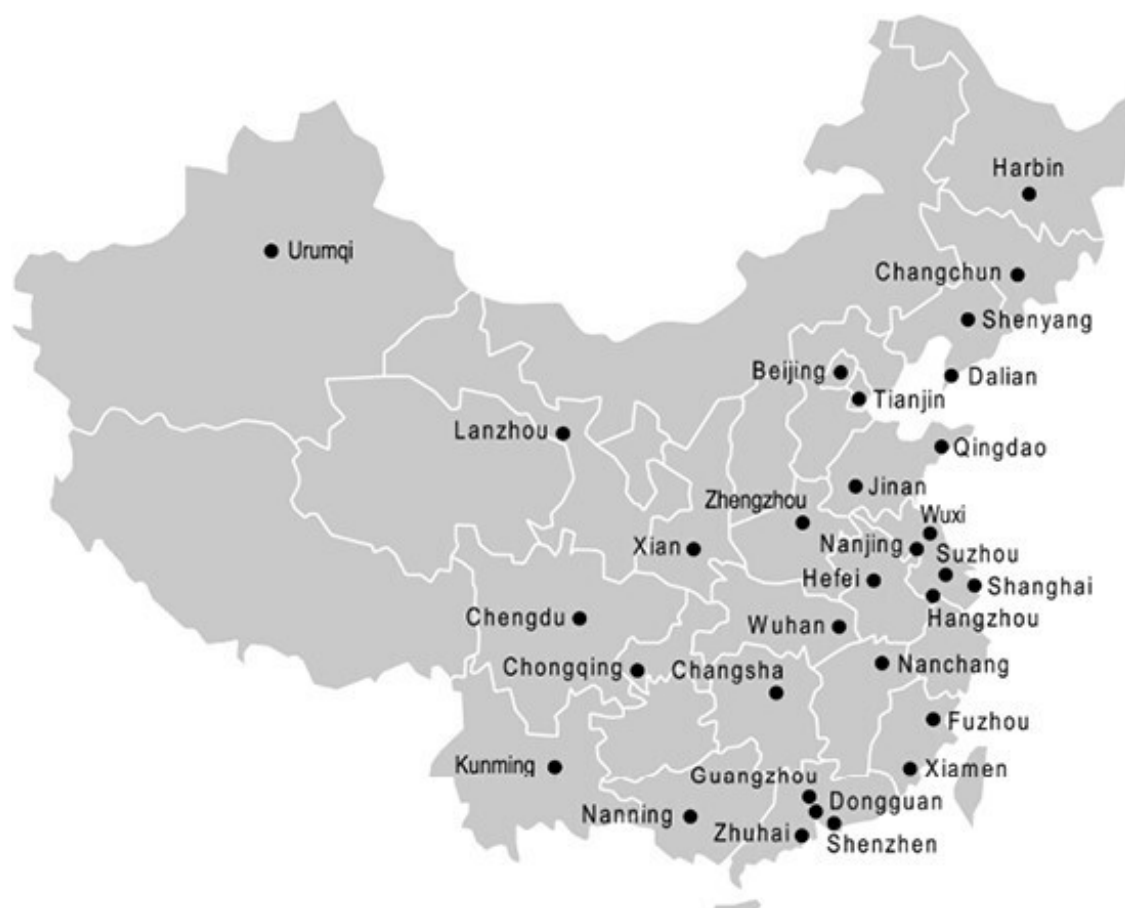 Harbin
Urumqi
Changchun
Shenyang
Beijing
Dalian
Tianjin
Lanzhou
Qingdao
Jinan
Zhengzhou
Wuxi
Xian
Nanjing
Suzhou
Hefei
Shanghai
Hangzhou
Chengdu
Wuhan
Chongqing
Changsha
Nanchang
Fuzhou
Kunming
Xiamen
Guangzhou
Dongguan
Nanning
Zhuhai
Shenzhen